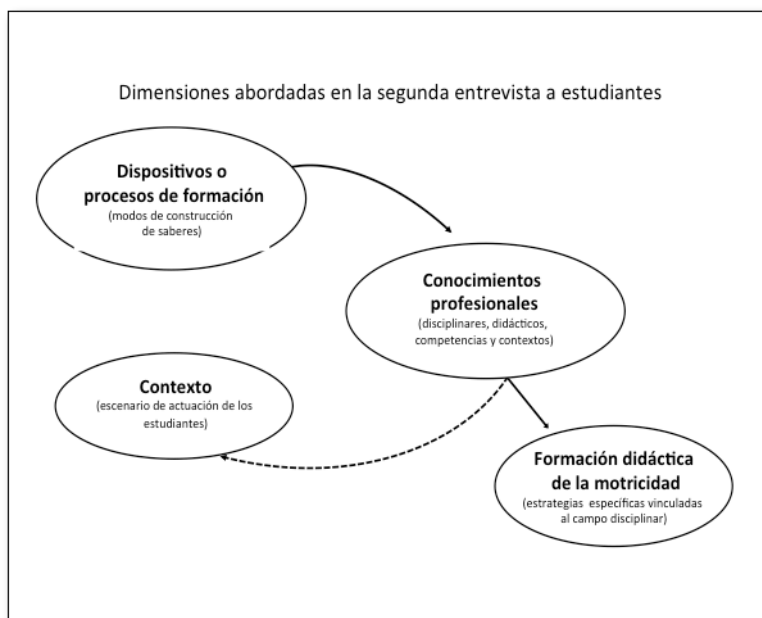 Dimensiones abordadas en la segunda entrevista a estudiantes
Dispositivos o
procesos de formación
(modos de construcción
de saberes)
Conocimientos
profesionales
(disciplinares, didácticos,
competencias y contextos)
Contexto
(escenario de actuación de los
estudiantes)
Formación didáctica
de la motricidad
(estrategias específicas vinculadas
al campo disciplinar)